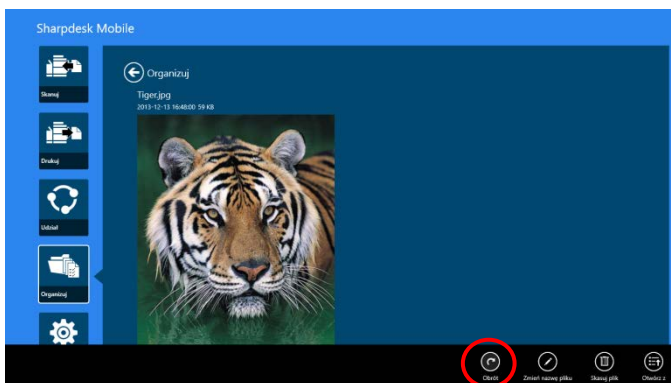 Sharpdesk Mobile
Skanuj
Drukuj
Udział
Organizuj
Organizuj
Tiger.jpg
2013-12-13 16:48:00 59 KB
Obrót
Zmień nazwę pliku
Skasuj plik
Otwórz z